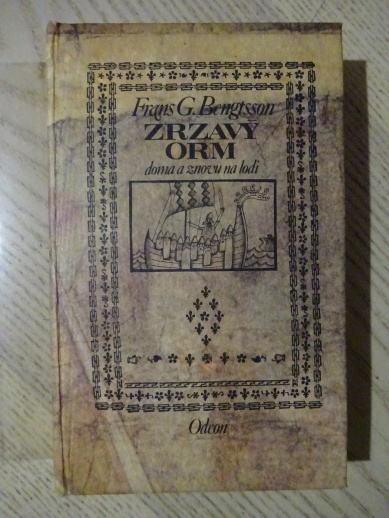 Frans G. Bengtsson
ZRZAVÝ
ORM
doma a znovu na lodi
Odeon